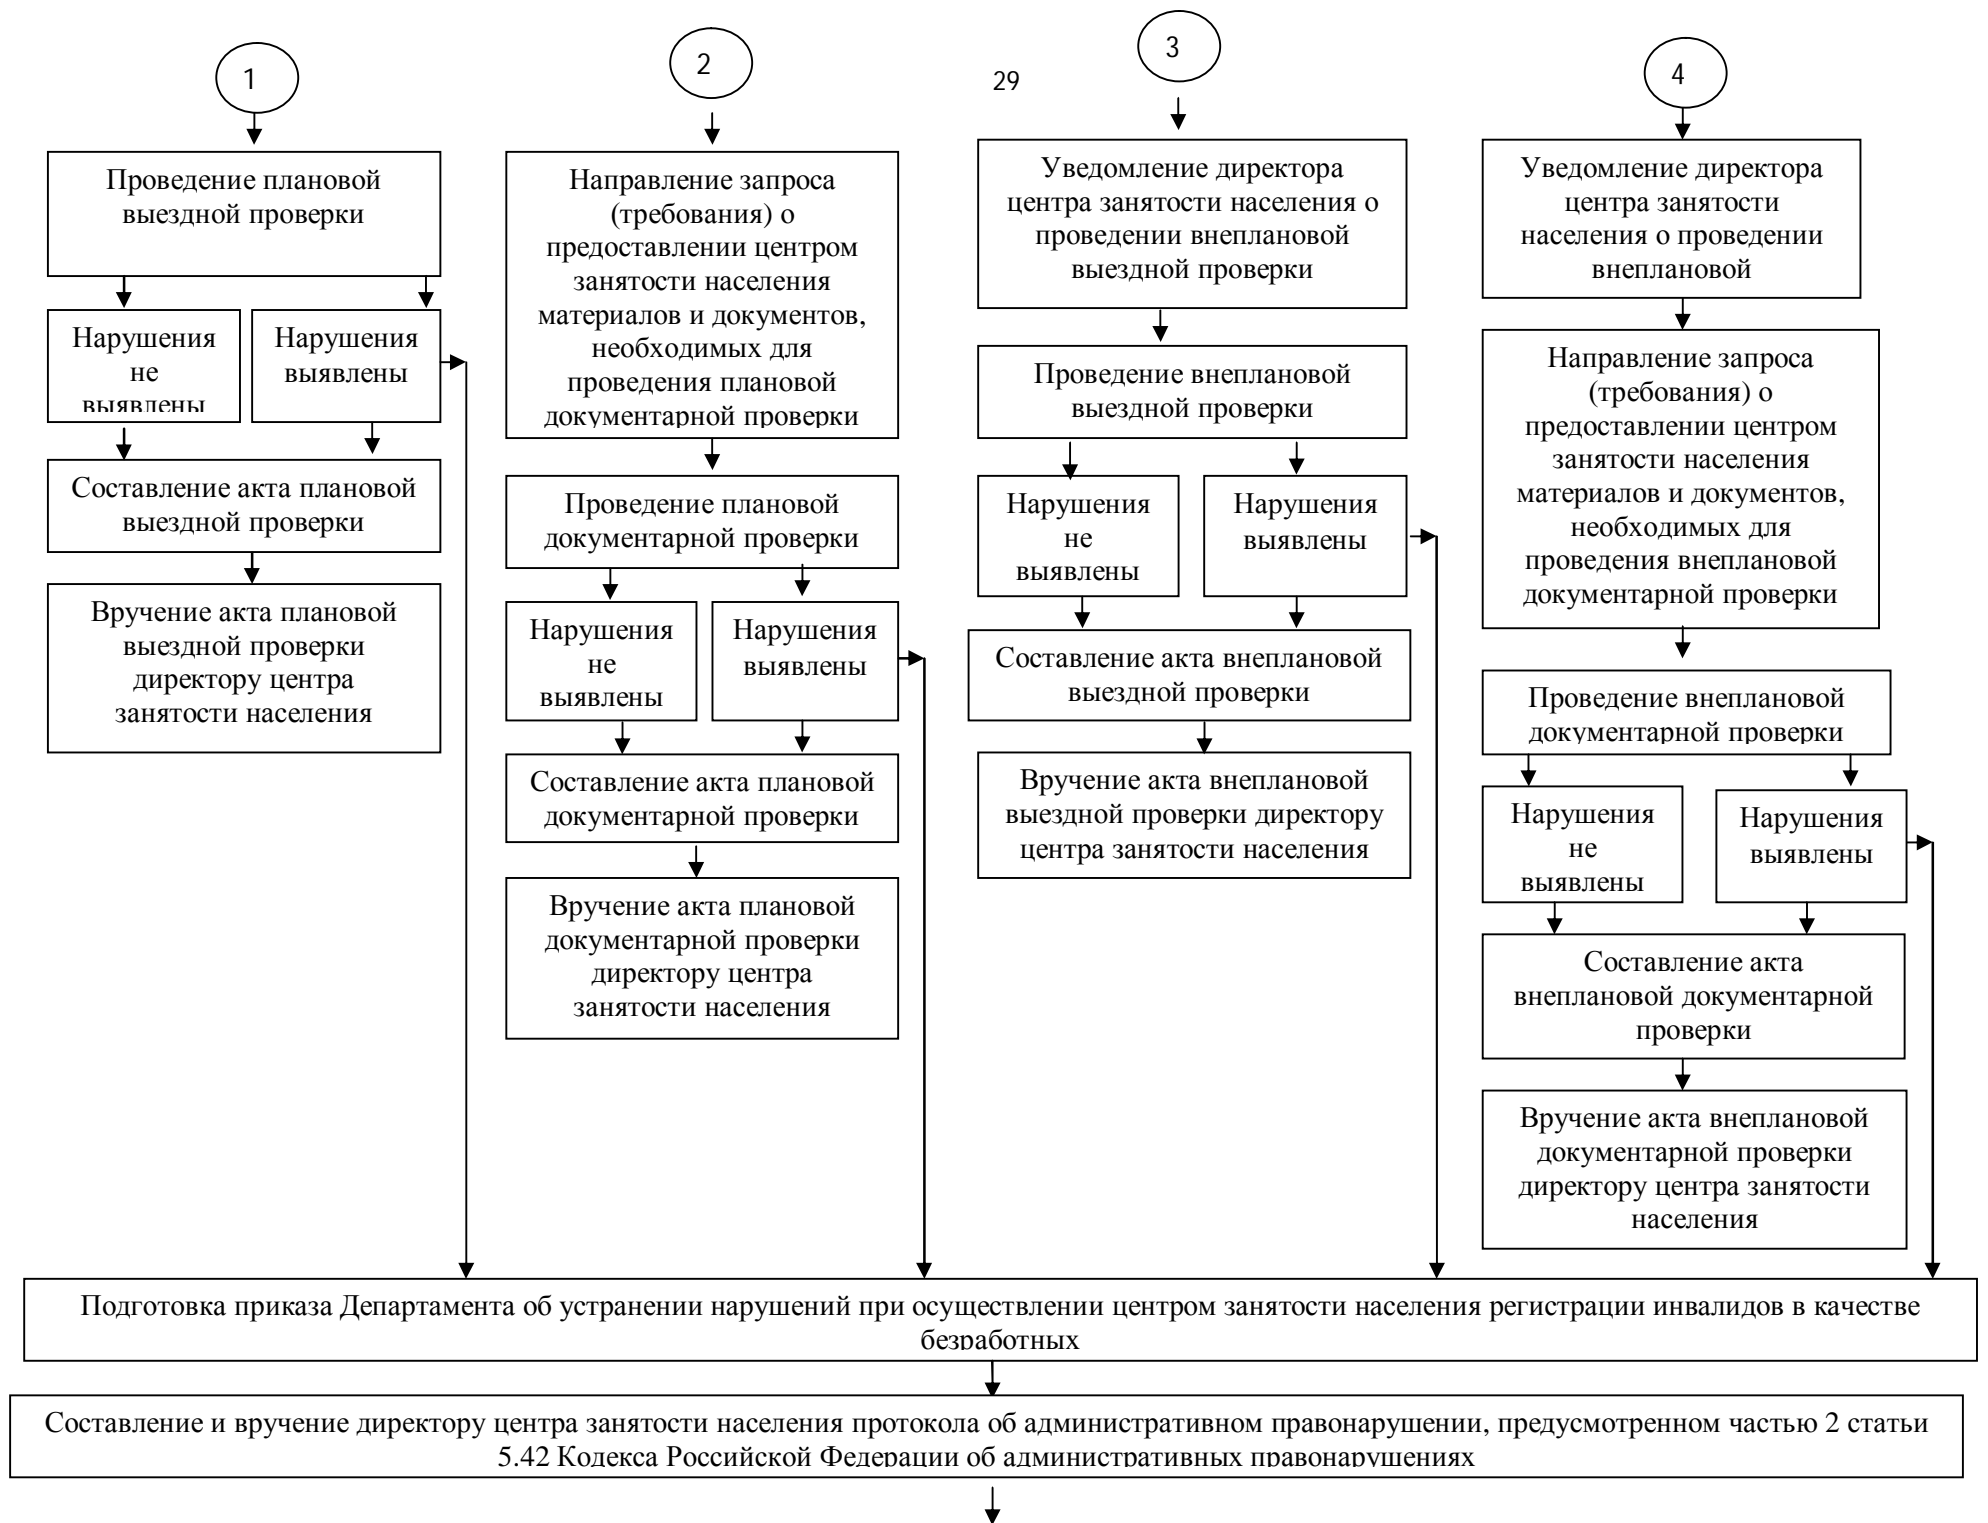 29
1
Проведение плановой
выездной проверки
Нарушения
не
выявлены
Нарушения
выявлены
Составление акта плановой
выездной проверки
Вручение акта плановой
выездной проверки
директору центра
занятости населения
2
Направление запроса
(требования) о
предоставлении центром
занятости населения
материалов и документов,
необходимых для
проведения плановой
документарной проверки
Проведение плановой
документарной проверки
Нарушения
не
выявлены
Нарушения
выявлены
Составление акта плановой
документарной проверки
Вручение акта плановой
документарной проверки
директору центра
занятости населения
3
Уведомление директора
центра занятости населения о
проведении внеплановой
выездной проверки
Проведение внеплановой
выездной проверки
Нарушения
не
выявлены
Нарушения
выявлены
Составление акта внеплановой
выездной проверки
Вручение акта внеплановой
выездной проверки директору
центра занятости населения
4
Уведомление директора
центра занятости
населения о проведении
внеплановой
Направление запроса
(требования) о
предоставлении центром
занятости населения
материалов и документов,
необходимых для
проведения внеплановой
документарной проверки
Проведение внеплановой
документарной проверки
Нарушения
не
выявлены
Нарушения
выявлены
Составление акта
внеплановой документарной
проверки
Вручение акта внеплановой
документарной проверки
директору центра занятости
населения
Подготовка приказа Департамента об устранении нарушений при осуществлении центром занятости населения регистрации инвалидов в качестве
безработных
Составление и вручение директору центра занятости населения протокола об административном правонарушении, предусмотренном частью 2 статьи
5.42 Кодекса Российской Федерации об административных правонарушениях